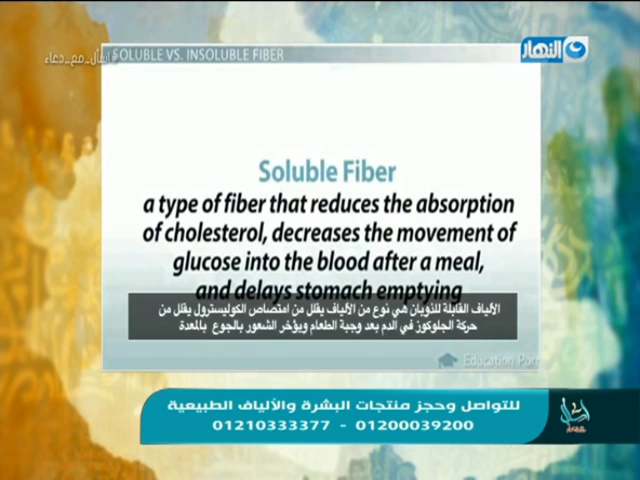 #اسأل_مع_دعاء
SOLUBLE VS. INSOLUBLE FIBER
النهار
Soluble Fiber
a type of fiber that reduces the absorption
of cholesterol, decreases the movement of
glucose into the blood after a meal,
and delays stomach emptying
الألياف القابلة للذوبان هي نوع من الألياف يقلل من امتصاص الكوليسترول يقلل من
حركة الجلوكوز في الدم بعد وجبة الطعام ويؤخر الشعور بالجوع بالمعدة
Education Por
للتواصل وحجز منتجات البشرة والألياف الطبيعية
01210333377 - 01200039200